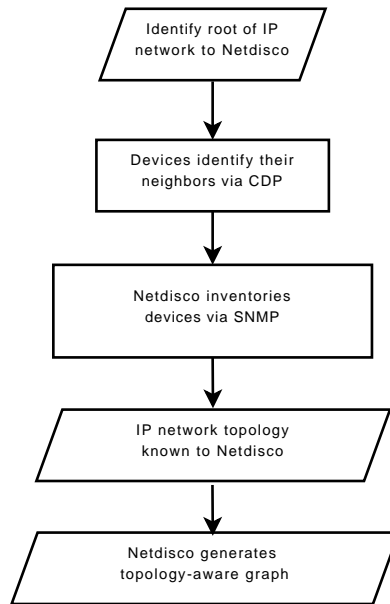 Identify root of IP
network to Netdisco
Devices identify their
neighbors via CDP
Netdisco inventories
devices via SNMP
IP network topology
known to Netdisco
Netdisco generates
topology-aware graph